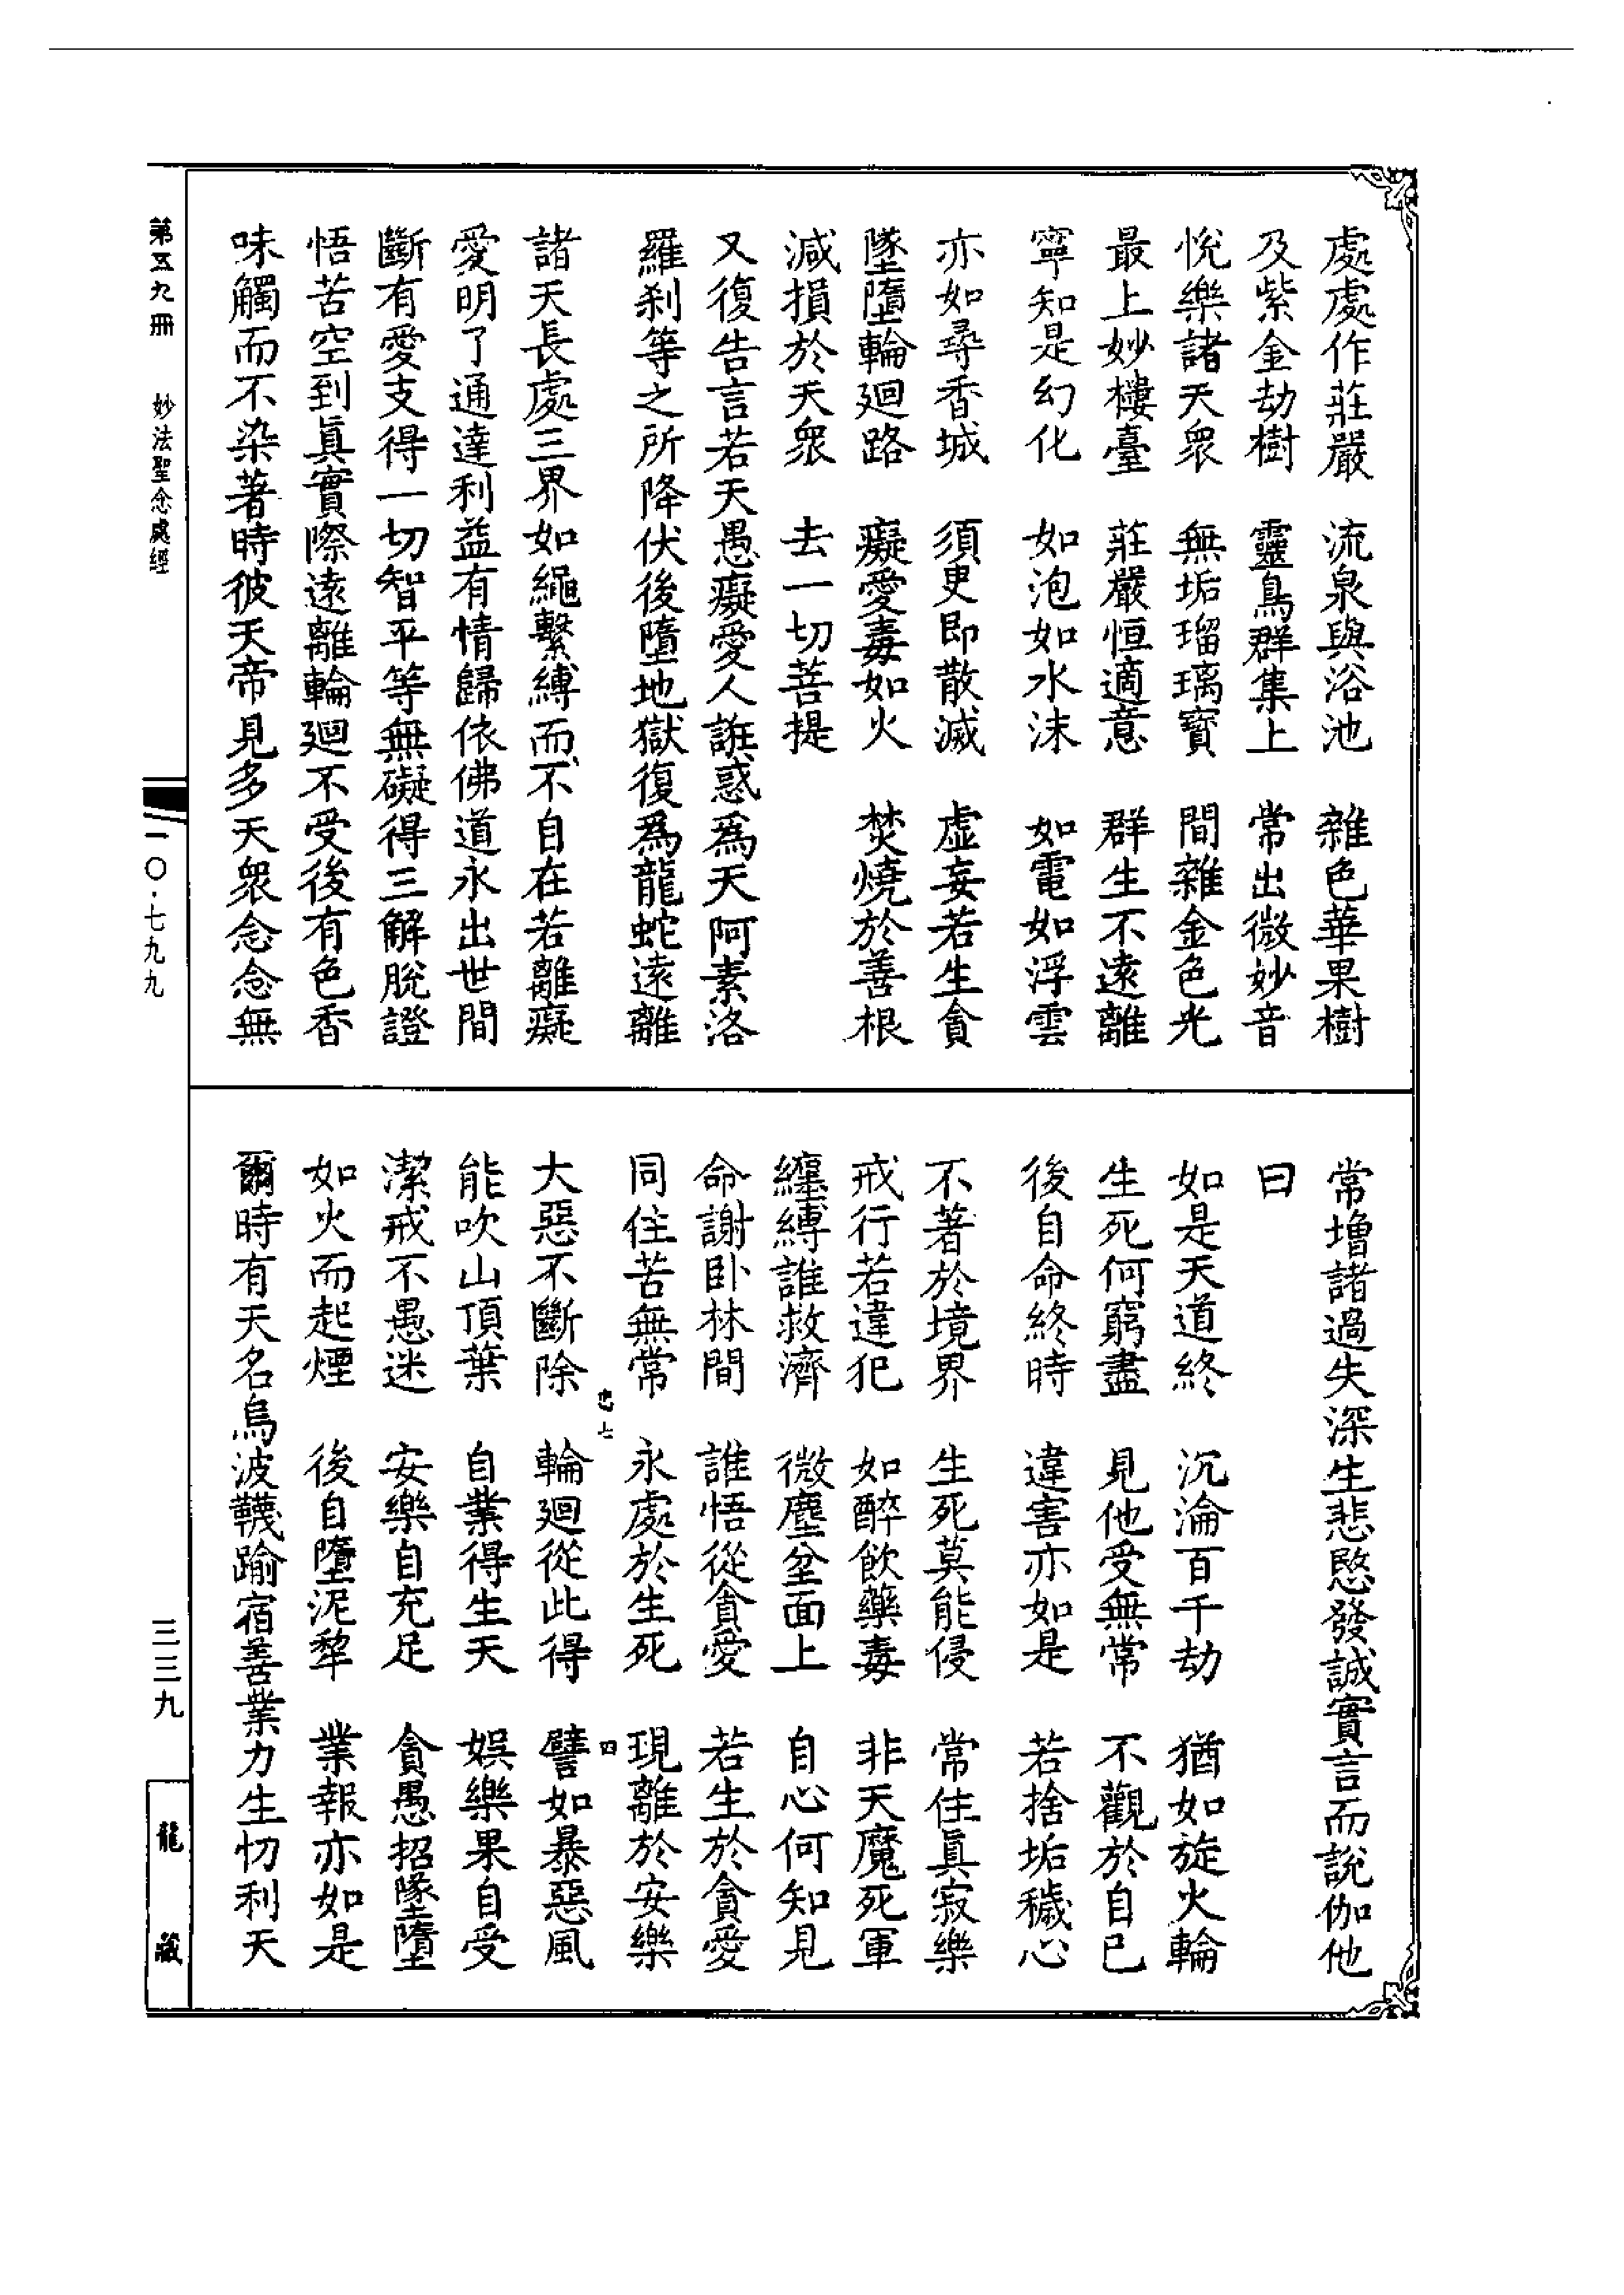 處處作莊嚴　流泉與浴池　雜色華果樹
及紫金劫樹　靈鳥群集上　常出微妙音
悅樂諸天衆　無垢瑠璃寶　間雜金色光
最上妙樓臺　莊嚴恒適意　群生不遠離
寧知是幻化　如泡如水沫　如電如浮雲
亦如尋香城　須臾即散滅　虛妄若生貪
墜墮輪廻路　癡愛毒如火　焚燒於善根
減損於天衆　去一切菩提
又復告言若天愚癡愛人誑惑爲天阿素洛
羅刹等之所降伏後墮地獄復爲龍蛇遠離
諸天長處三界如繩繫縛而不自在若離癡
愛明了通達利益有情歸依佛道永出世間
斷有愛支得一切智平等無礙得三解脫證
悟苦空到眞實際遠離輪廻不受後有色香
味觸而不染著時彼天帝見多天衆念念無
常增諸過失深生悲愍發誠實言而說伽他
曰
如是天道終　沉淪百千劫　猶如旋火輪
生死何窮盡　見他受無常　不觀於自己
後自命終時　違害亦如是　若捨垢穢心
不著於境界　生死莫能侵　常住眞寂樂
戒行若違犯　如醉飲藥毒　非天魔死軍
纏縛誰救濟　微塵坌面上　自心何知見
命謝卧林間　誰悟從貪愛　若生於貪愛
同住苦無常　永處於生死　現離於安樂
忠七　四
大惡不斷除　輪廻從此得　譬如暴惡風
能吹山頂葉　自業得生天　娛樂果自受
潔戒不愚迷　安樂自充足　貪愚招墜墮
如火而起煙　後自墮泥犂　業報亦如是
爾時有天名烏波韈踰宿善業力生忉利天
第五九冊　妙法聖念處經
一〇·七九九
三三九
龍藏